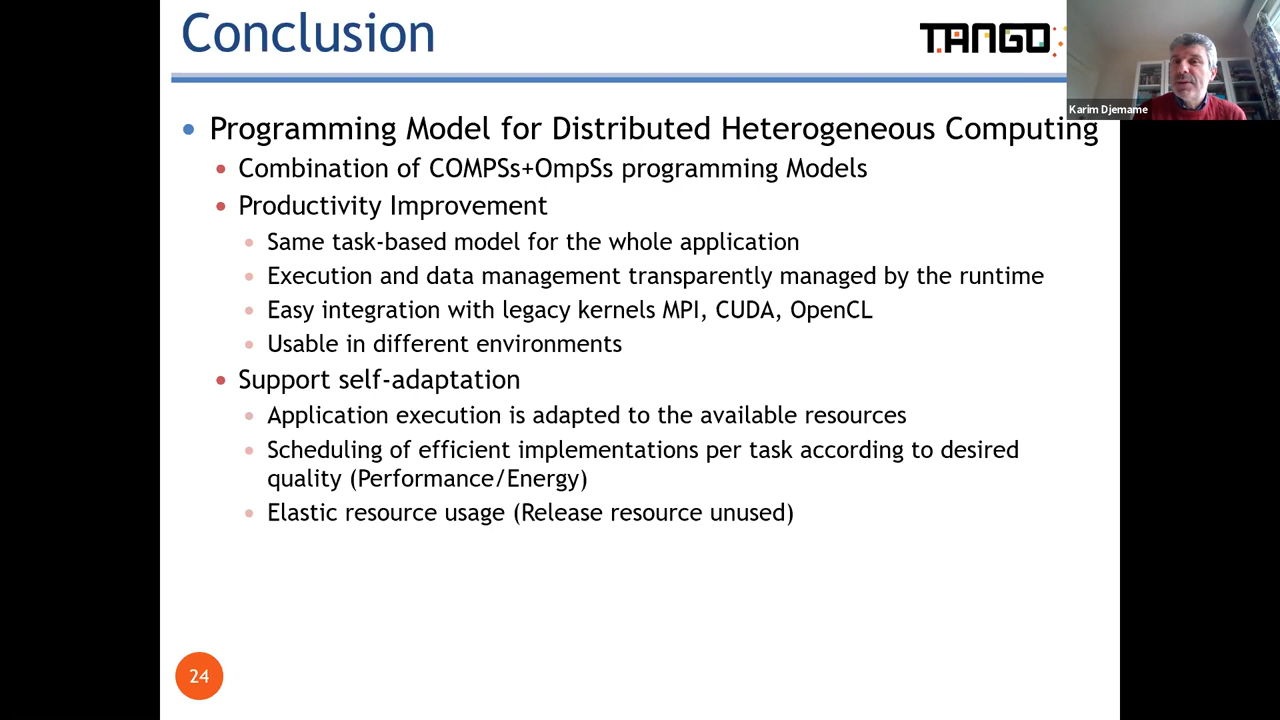 Conclusion
TANGO
Karim Djemame
Programming Model for Distributed Heterogeneous Computing
Combination of COMPSs+OmpSs programming Models
Productivity Improvement
Same task-based model for the whole application
Execution and data management transparently managed by the runtime
Easy integration with legacy kernels MPI, CUDA, OpenCL
Usable in different environments
Support self-adaptation
Application execution is adapted to the available resources
Scheduling of efficient implementations per task according to desired
quality (Performance/Energy)
Elastic resource usage (Release resource unused)
24